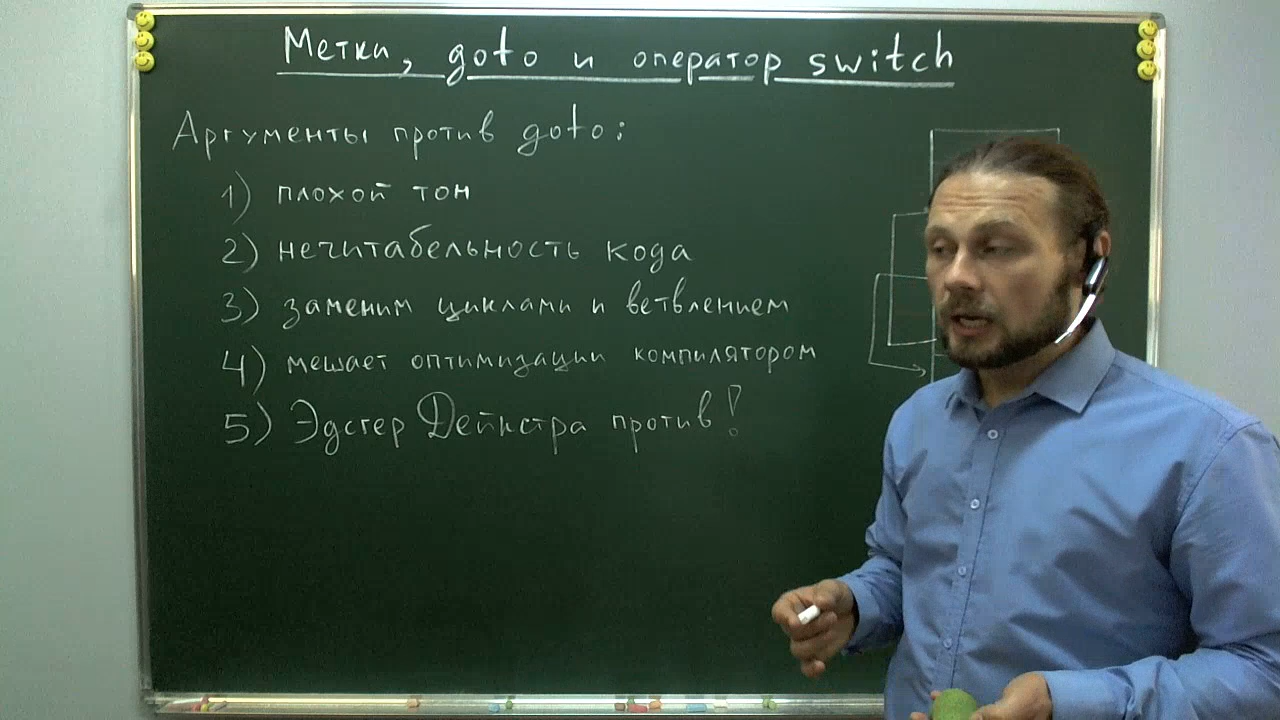 Метки, goto и оператор switch
Аргументы против goto:
1) плохой тон
2) нечитабельность кода
3) заменим циклами и ветвлением
4) мешает оптимизации компилятором
5) Эдсгер Дейкстра против!